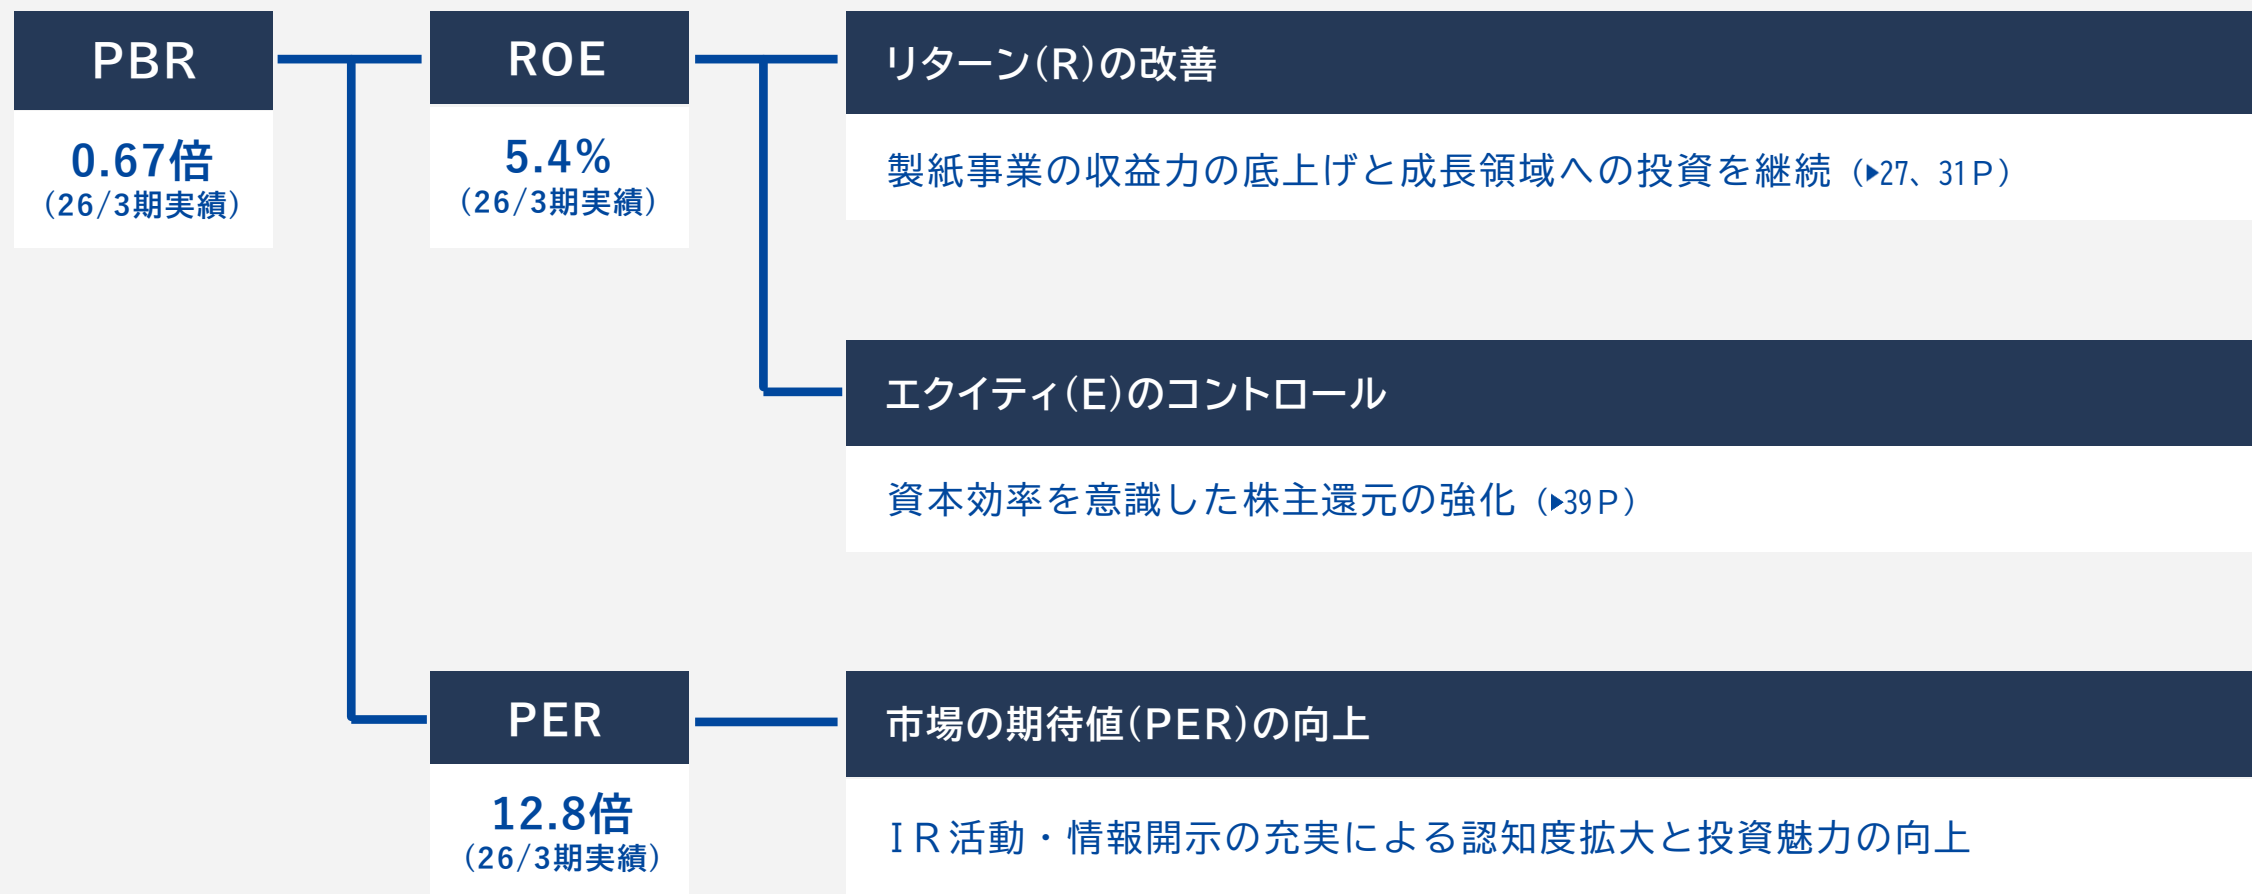 PBR
0.67倍
(26/3期実績)
ROE
5.4%
(26/3期実績)
リターン(R)の改善
製紙事業の収益力の底上げと成長領域への投資を継続 (▶27、31Ｐ)
エクイティ(E)のコントロール
資本効率を意識した株主還元の強化 (▶39Ｐ)
PER
12.8倍
(26/3期実績)
市場の期待値(PER)の向上
ＩＲ活動・情報開示の充実による認知度拡大と投資魅力の向上